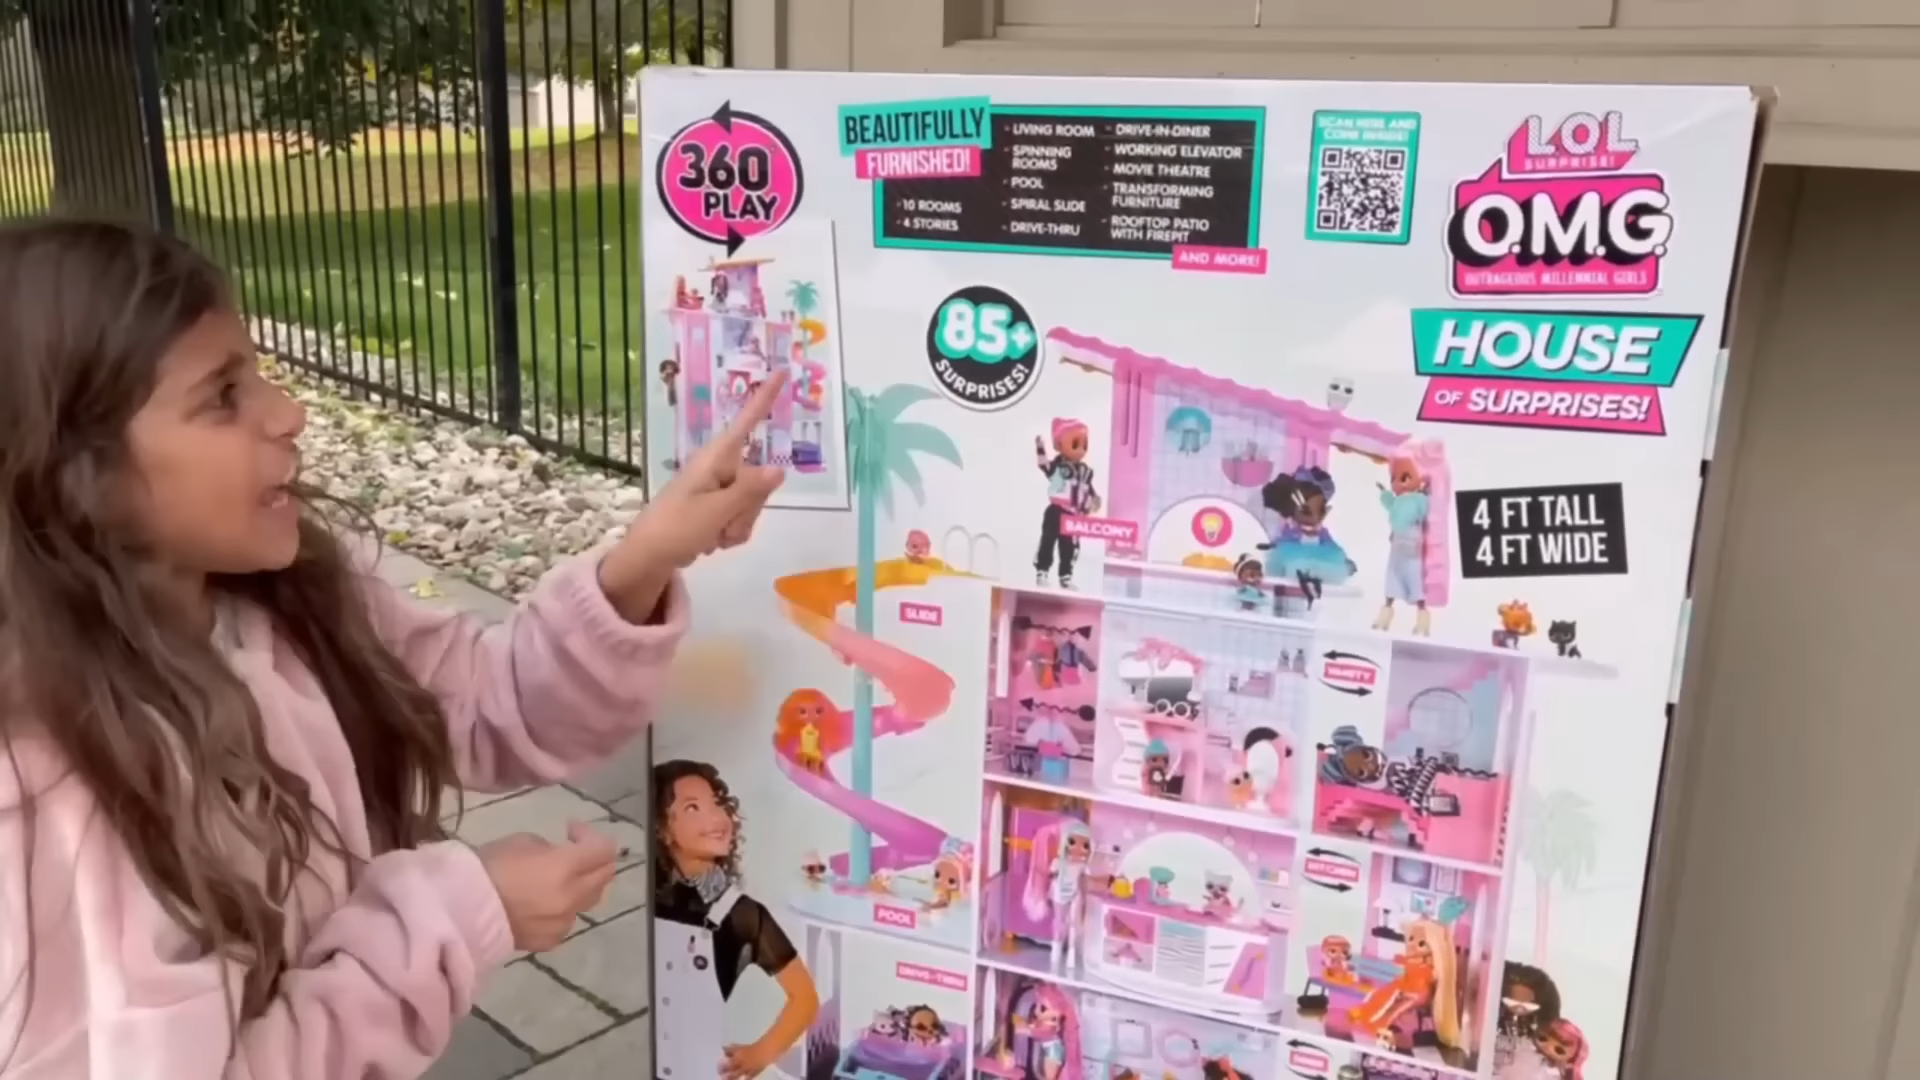 360
PLAY
BEAUTIFULLY
FURNISHED!
- 10 ROOMS
- 4 STORIES
- LIVING ROOM
- SPINNING
ROOMS
- POOL
- SPIRAL SLIDE
- DRIVE-THRU
- DRIVE-IN-DINER
- WORKING ELEVATOR
- MOVIE THEATRE
- TRANSFORMING
FURNITURE
- ROOFTOP PATIO
WITH FIREPIT
AND MORE!
SCAN HERE AND
LOL
SURPRISE!
O.M.G.
OUTRAGEOUS MILLENNIAL GIRLS
HOUSE
OF SURPRISES!
85+
SURPRISES!
4 FT TALL
4 FT WIDE
BALCONY
SLIDE
VANITY
KITCHEN
POOL
DRIVE-THRU